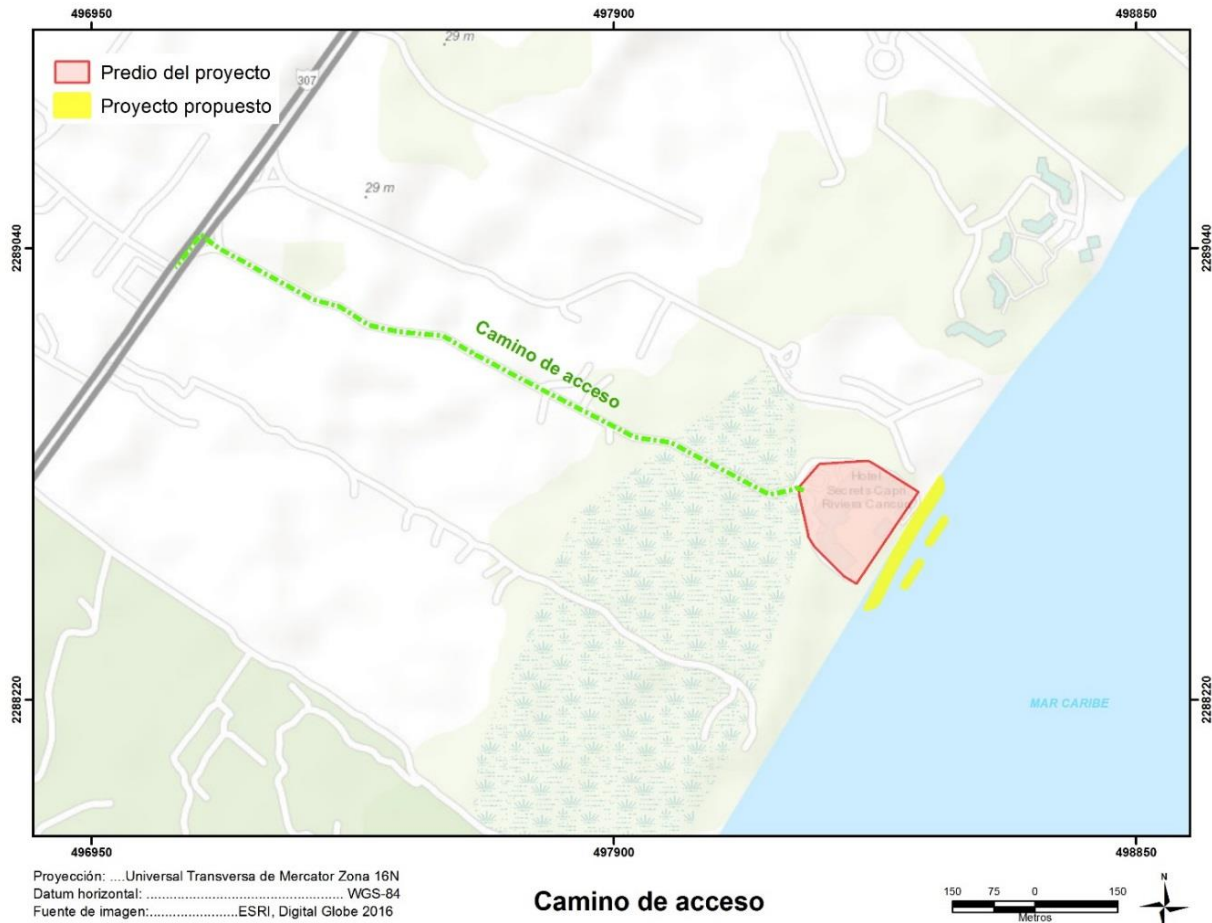 496950 497900 498850
29 m
307
Predio del proyecto
Proyecto propuesto
29 m
2289040 2289040
Camino de acceso
Hotel
Secrets Cape
Riviera Cancun
2288220 2288220
MAR CARIBE
496950 497900 498850
Proyección: ....Universal Transversa de Mercator Zona 16N
Datum horizontal: ........................................ WGS-84
Fuente de imagen:......................ESRI, Digital Globe 2016
Camino de acceso
150 75 0 150
Metros
N